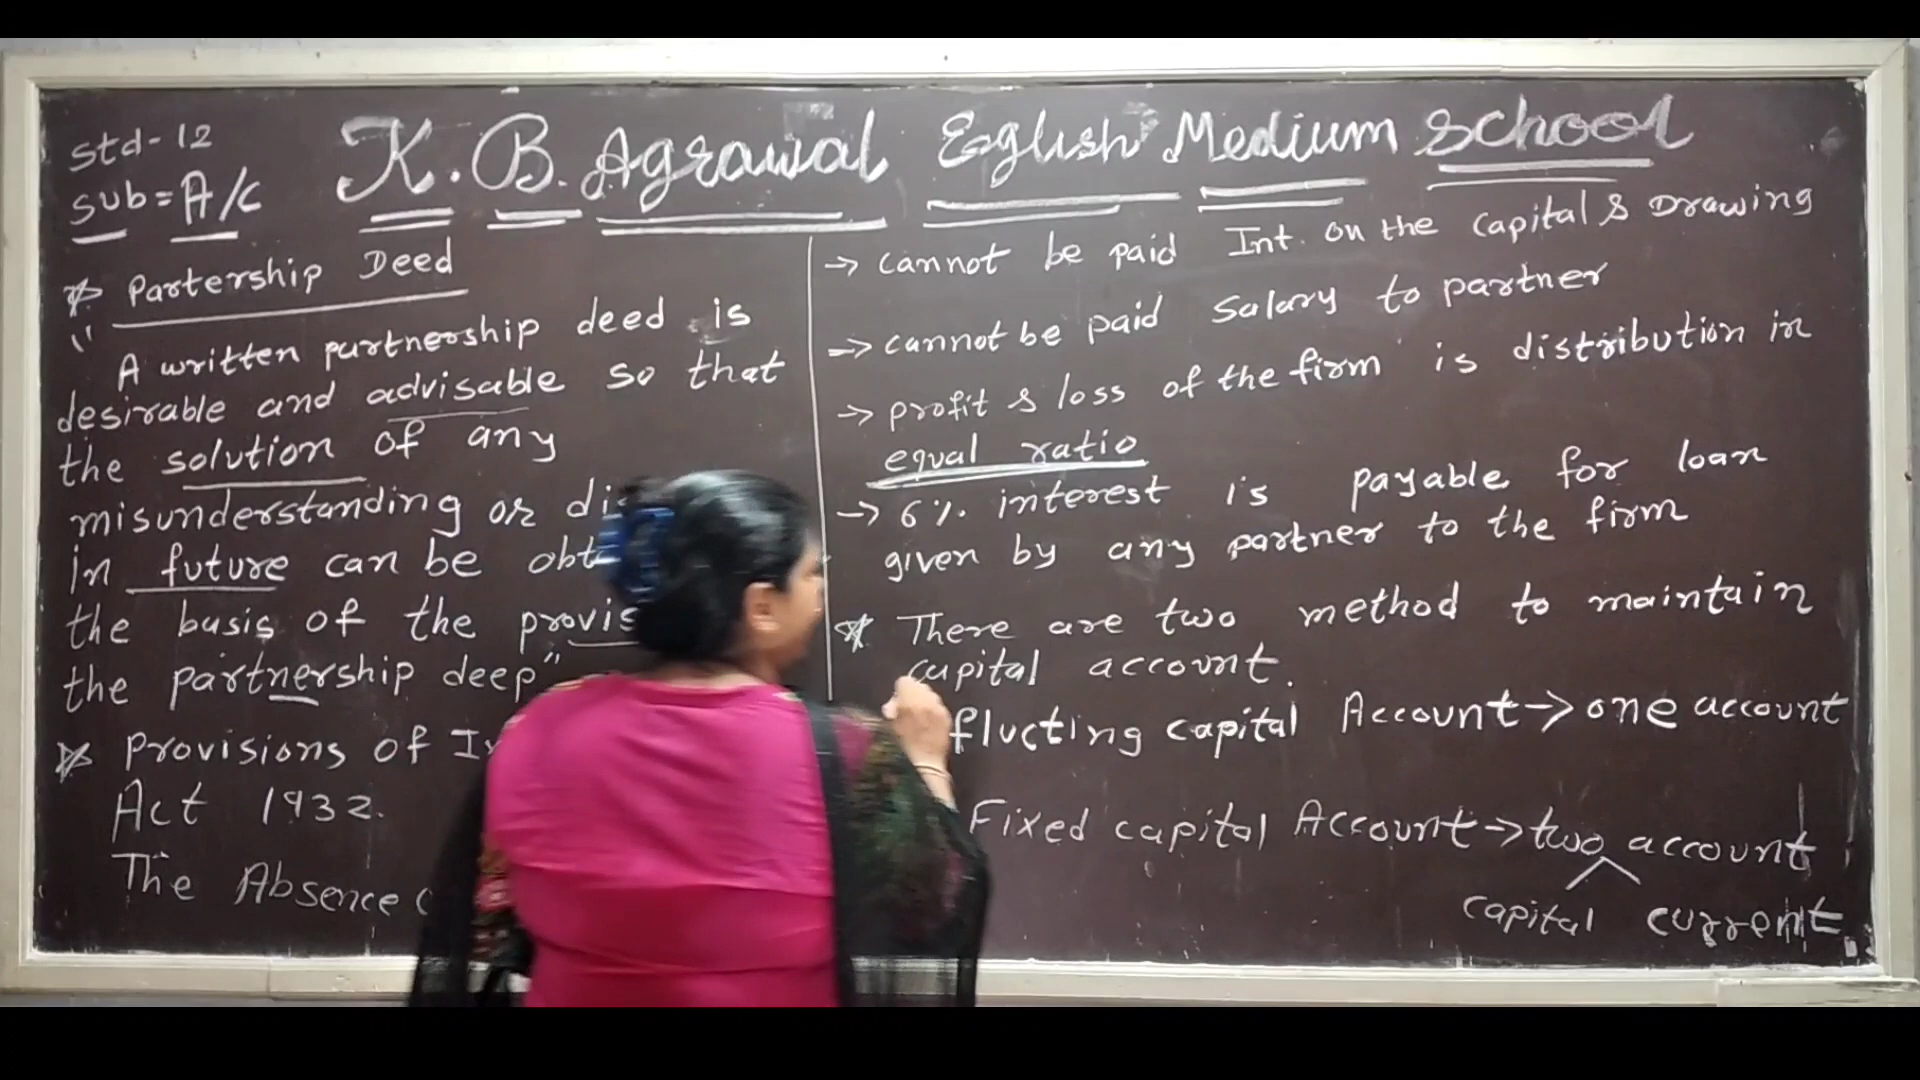 std-12
sub = A/c
K. B. Agrawal Eglish Medium School
Partership Deed
" A written partnership deed is
desirable and advisable so that
the solution of any
misunderstanding or
in future can be
the basis of the
the partnership deep"
provisions of
Act 1932.
The Absence
→ cannot be paid Int. on the capital & Drawing
→ cannot be paid salary to partner
→ profit & loss of the firm is distribution in
equal ratio
→ 6% interest is payable for loan
given by any partner to the firm
There are two method to maintain
capital account.
flucting capital Account → one account
Fixed capital Account → two account
capital current